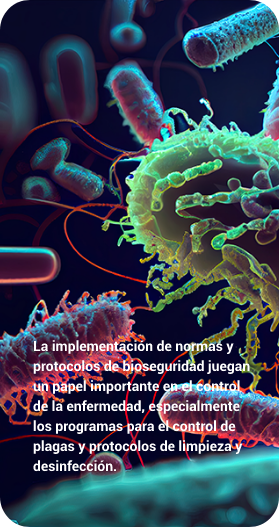 La implementación de normas y
protocolos de bioseguridad juegan
un papel importante en el control
de la enfermedad, especialmente
los programas para el control de
plagas y protocolos de limpieza y
desinfección.